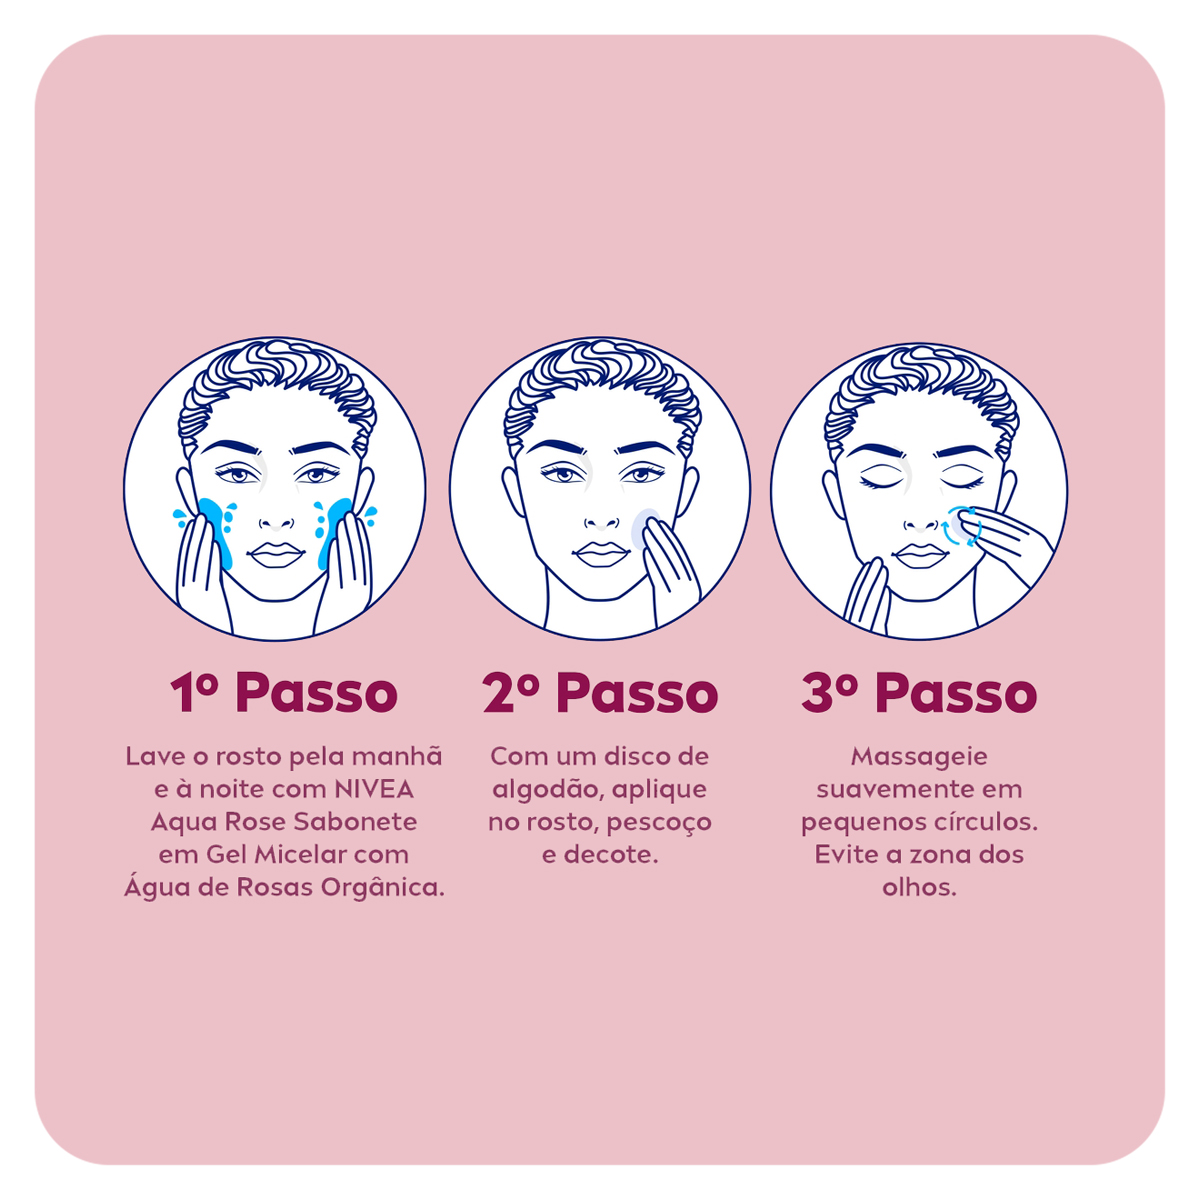 1º Passo
Lave o rosto pela manhã
e à noite com NIVEA
Aqua Rose Sabonete
em Gel Micelar com
Água de Rosas Orgânica.
2º Passo
Com um disco de
algodão, aplique
no rosto, pescoço
e decote.
3º Passo
Massageie
suavemente em
pequenos círculos.
Evite a zona dos
olhos.